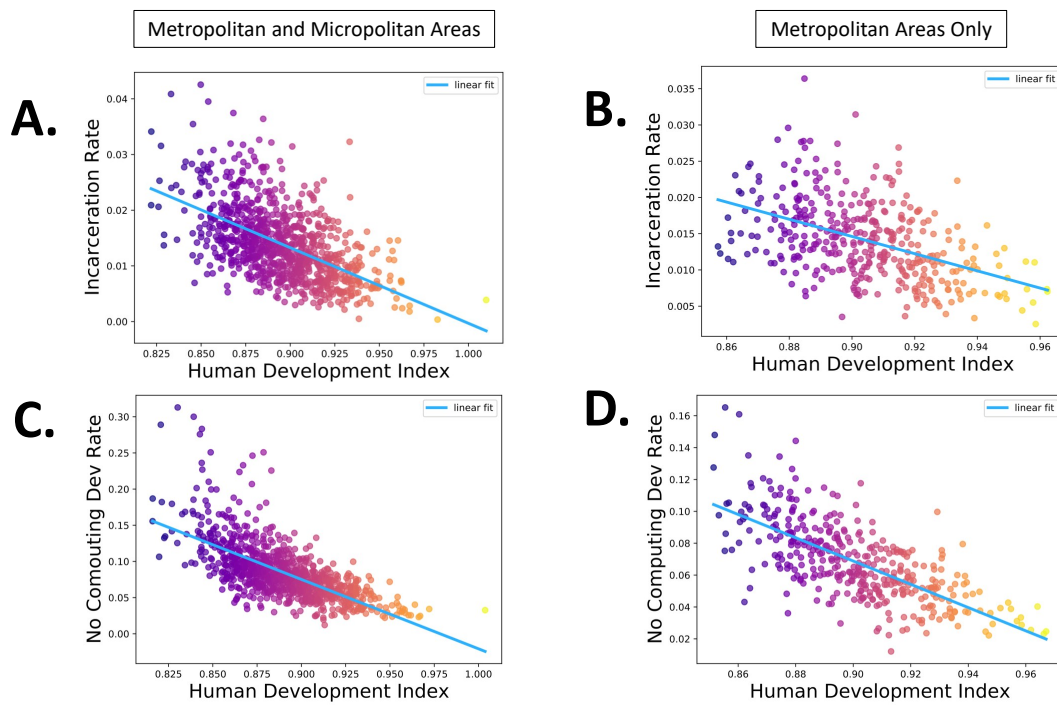 Metropolitan and Micropolitan Areas
Metropolitan Areas Only
A.
linear fit
Incarceration Rate
0.04
0.03
0.02
0.01
0.00
0.825 0.850 0.875 0.900 0.925 0.950 0.975 1.000
Human Development Index
B.
linear fit
Incarceration Rate
0.035
0.030
0.025
0.020
0.015
0.010
0.005
0.86 0.88 0.90 0.92 0.94 0.96
Human Development Index
C.
linear fit
No Comouting Dev Rate
0.30
0.25
0.20
0.15
0.10
0.05
0.00
0.825 0.850 0.875 0.900 0.925 0.950 0.975 1.000
Human Development Index
D.
linear fit
No Computing Dev Rate
0.16
0.14
0.12
0.10
0.08
0.06
0.04
0.02
0.86 0.88 0.90 0.92 0.94 0.96
Human Development Index